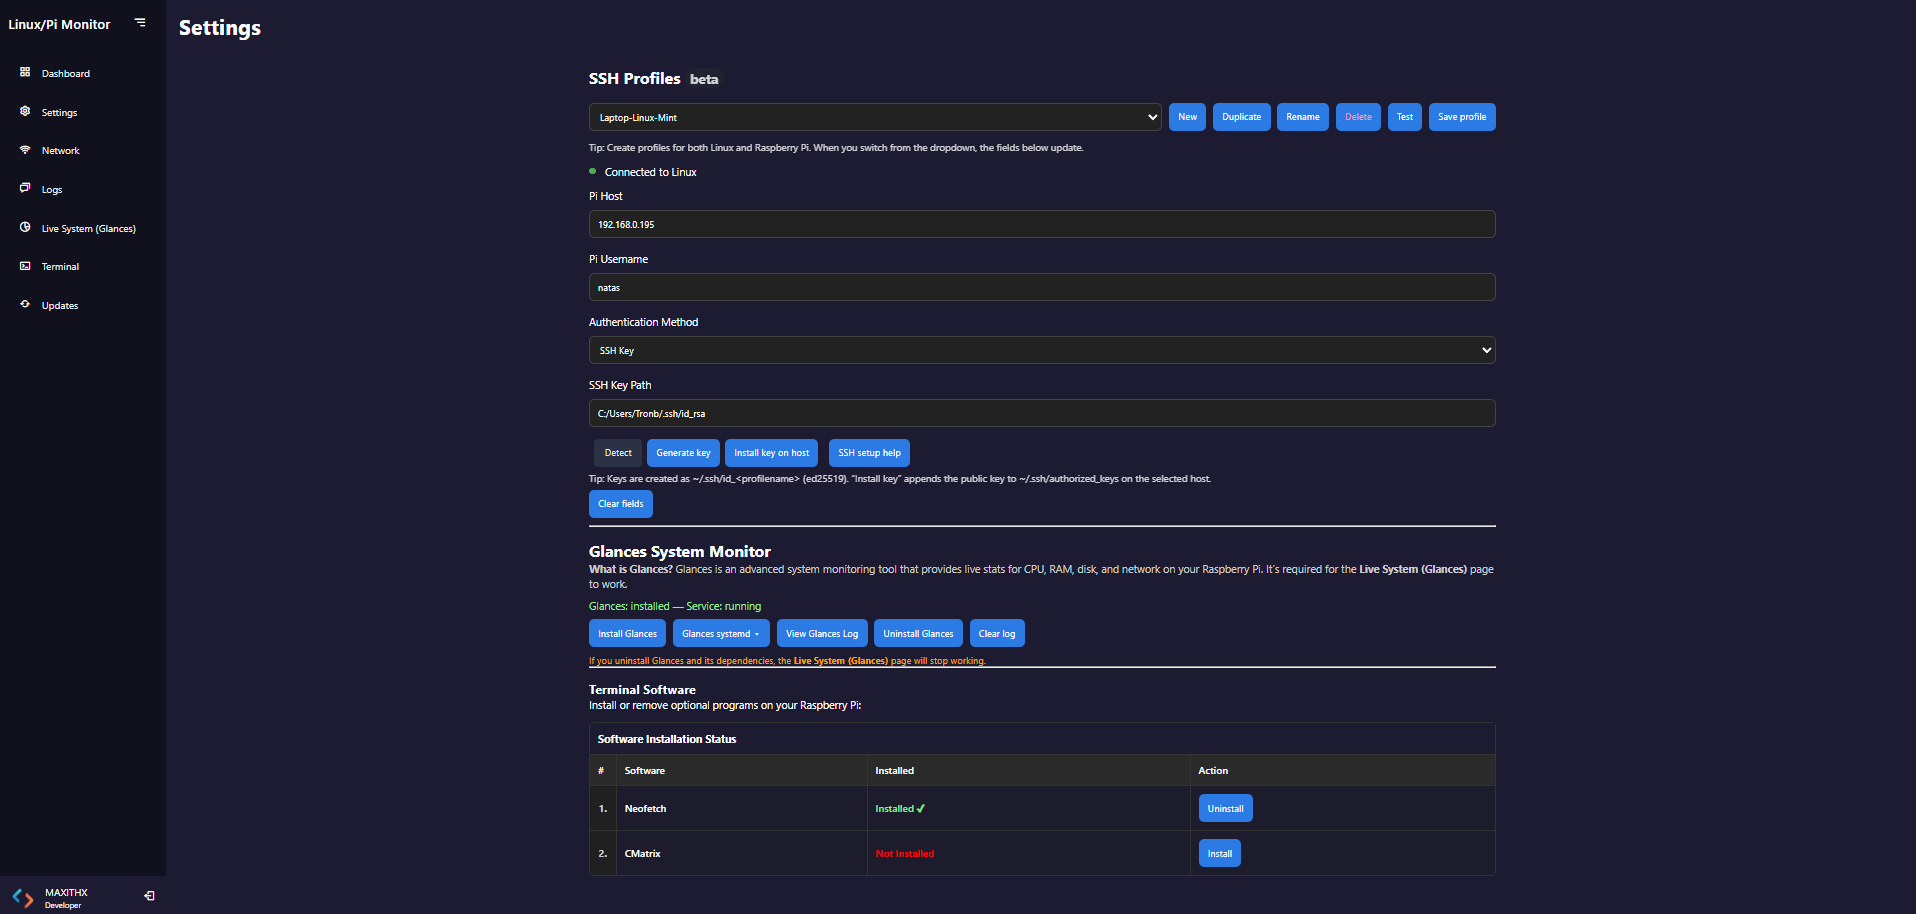 Linux/Pi Monitor
Dashboard
Settings
Network
Logs
Live System (Glances)
Terminal
Updates
MAXITHX
Developer
Settings
SSH Profiles beta
Laptop-Linux-Mint
New Duplicate Rename Delete Test Save profile
Tip: Create profiles for both Linux and Raspberry Pi. When you switch from the dropdown, the fields below update.
Connected to Linux
Pi Host
192.168.0.195
Pi Username
natas
Authentication Method
SSH Key
SSH Key Path
C:/Users/Tronb/.ssh/id_rsa
Detect Generate key Install key on host SSH setup help
Tip: Keys are created as ~/.ssh/id_<profilename> (ed25519). "Install key" appends the public key to ~/.ssh/authorized_keys on the selected host.
Clear fields
Glances System Monitor
What is Glances? Glances is an advanced system monitoring tool that provides live stats for CPU, RAM, disk, and network on your Raspberry Pi. It's required for the Live System (Glances) page
to work.
Glances: installed — Service: running
Install Glances Glances systemd View Glances Log Uninstall Glances Clear log
If you uninstall Glances and its dependencies, the Live System (Glances) page will stop working.
Terminal Software
Install or remove optional programs on your Raspberry Pi:
Software Installation Status
# Software Installed Action
1. Neofetch Installed ✔ Uninstall
2. CMatrix Not Installed Install